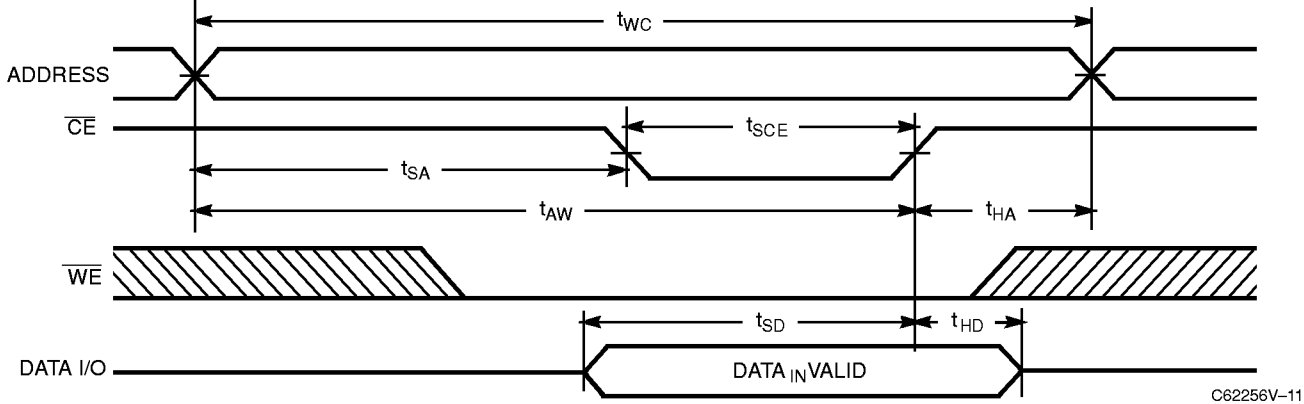 tWC
ADDRESS
CE
tSCE
tSA
tAW
tHA
WE
tSD
tHD
DATA I/O
DATA IN VALID
C62256V–11